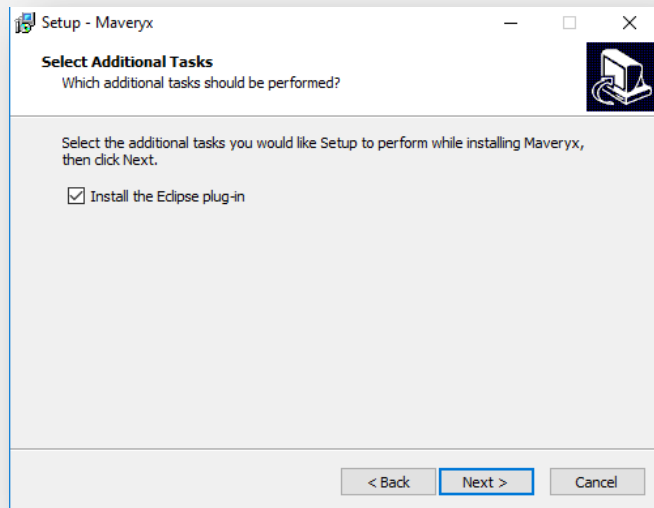 Setup - Maveryx
Select Additional Tasks
Which additional tasks should be performed?
Select the additional tasks you would like Setup to perform while installing Maveryx,
then click Next.
Install the Eclipse plug-in
< Back
Next >
Cancel